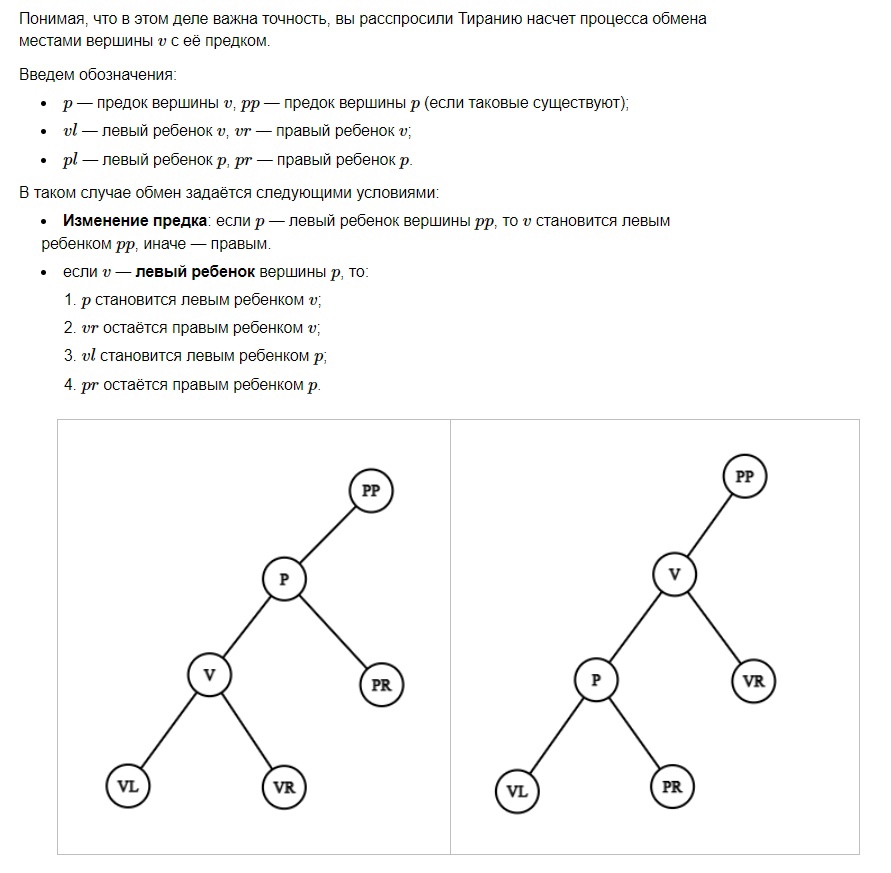 Понимая, что в этом деле важна точность, вы расспросили Тиранию насчет процесса обмена
местами вершины v с её предком.
Введем обозначения:
• p — предок вершины v, pp — предок вершины p (если таковые существуют);
• vl — левый ребенок v, vr — правый ребенок v;
• pl — левый ребенок p, pr — правый ребенок p.
В таком случае обмен задаётся следующими условиями:
• Изменение предка: если p — левый ребенок вершины pp, то v становится левым
ребенком pp, иначе — правым.
• если v — левый ребенок вершины p, то:
1. p становится левым ребенком v;
2. vr остаётся правым ребенком v;
3. vl становится левым ребенком p;
4. pr остаётся правым ребенком p.
PP
P
V
PR
VL
VR
PP
V
P
VR
VL
PR